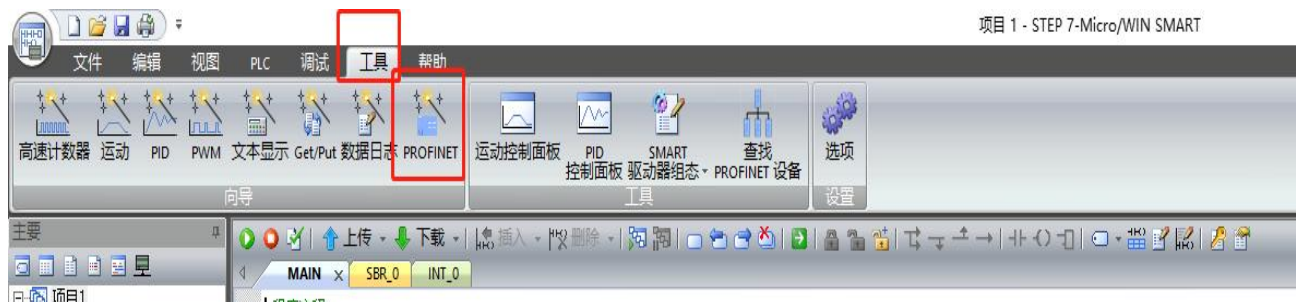 项目 1 - STEP 7-Micro/WIN SMART
文件 编辑 视图 PLC 调试 工具 帮助
高速计数器 运动 PID PWM 文本显示 Get/Put 数据日志 PROFINET 运动控制面板 PID 控制面板 SMART 驱动器组态 查找 PROFINET 设备 选项
向导 工具 设置
主要 上传 下载 插入 删除
MAIN x SBR_0 INT_0
项目1